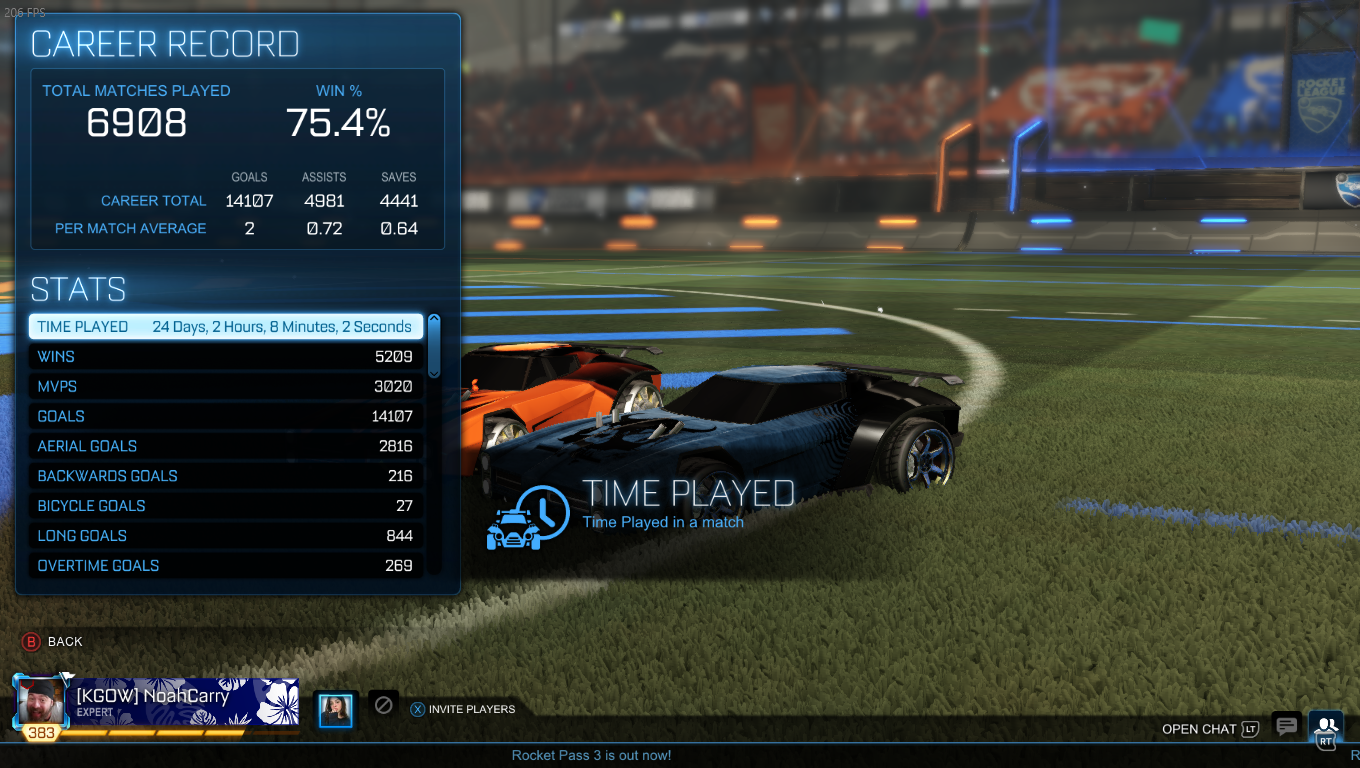 206 FPS
CAREER RECORD
TOTAL MATCHES PLAYED WIN %
6908 75.4%
GOALS ASSISTS SAVES
CAREER TOTAL 14107 4981 4441
PER MATCH AVERAGE 2 0.72 0.64
STATS
TIME PLAYED 24 Days, 2 Hours, 8 Minutes, 2 Seconds
WINS 5209
MVPS 3020
GOALS 14107
AERIAL GOALS 2816
BACKWARDS GOALS 216
BICYCLE GOALS 27
LONG GOALS 844
OVERTIME GOALS 269
ROCKET
LEAGUE
TIME PLAYED
Time Played in a match
B BACK
[KGOW] NoahCarry
EXPERT
383
X INVITE PLAYERS
OPEN CHAT LT
RT
Rocket Pass 3 is out now! R